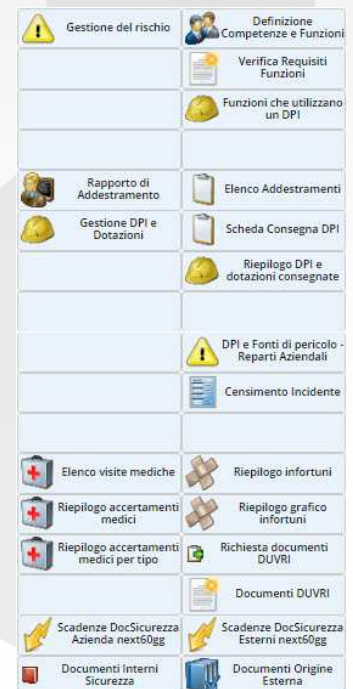 Gestione del rischio
Definizione
Competenze e Funzioni
Verifica Requisiti
Funzioni
Funzioni che utilizzano
un DPI
Rapporto di
Addestramento
Elenco Addestramenti
Gestione DPI e
Dotazioni
Scheda Consegna DPI
Riepilogo DPI e
dotazioni consegnate
DPI e Fonti di pericolo -
Reparti Aziendali
Censimento Incidente
Elenco visite mediche
Riepilogo infortuni
Riepilogo accertamenti
medici
Riepilogo grafico
infortuni
Riepilogo accertamenti
medici per tipo
Richiesta documenti
DUVRI
Documenti DUVRI
Scadenze DocSicurezza
Azienda next60gg
Scadenze DocSicurezza
Esterni next60gg
Documenti Interni
Sicurezza
Documenti Origine
Esterna